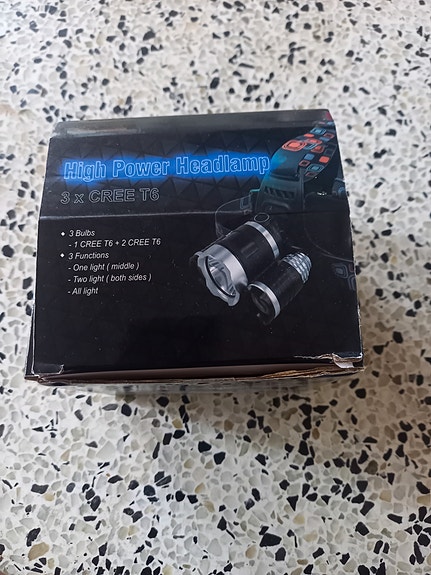 High Power Headlamp
3 x CREE T6
◆ 3 Bulbs
- 1 CREE T6 + 2 CREE T6
◆ 3 Functions
- One light ( middle )
- Two light ( both sides )
- All light